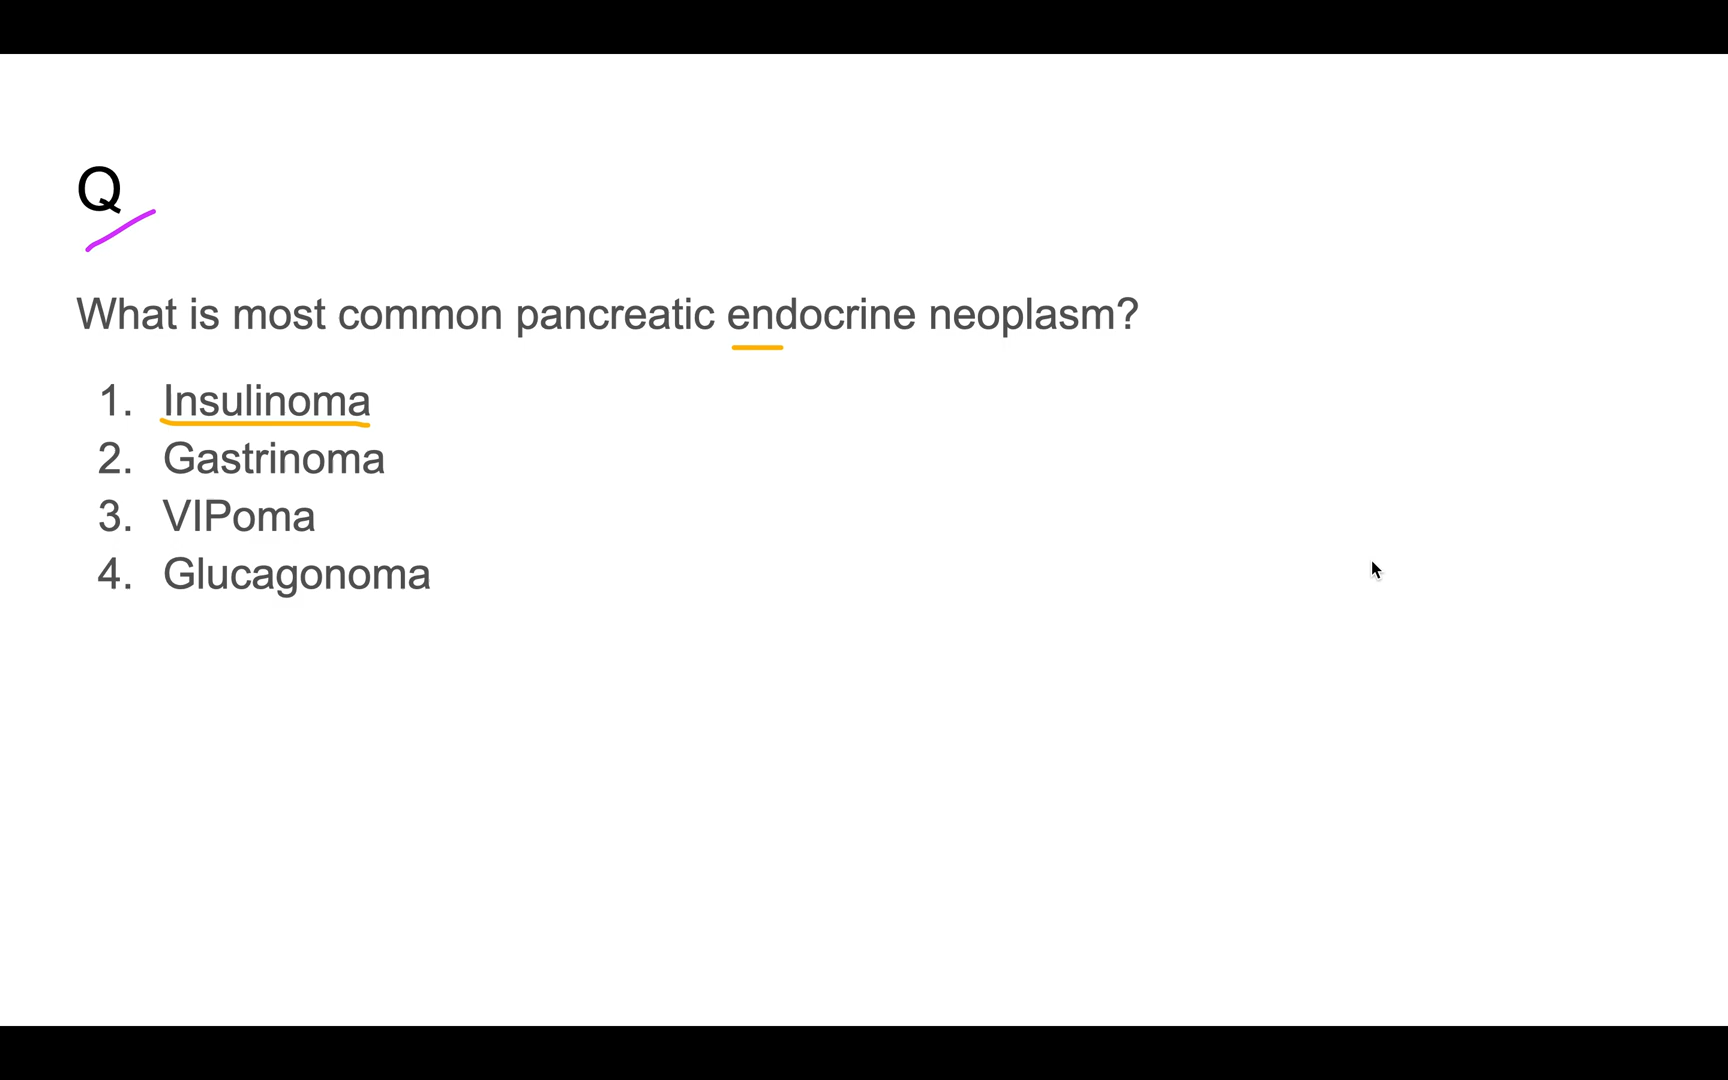 Q
What is most common pancreatic endocrine neoplasm?
1. Insulinoma
2. Gastrinoma
3. VIPoma
4. Glucagonoma